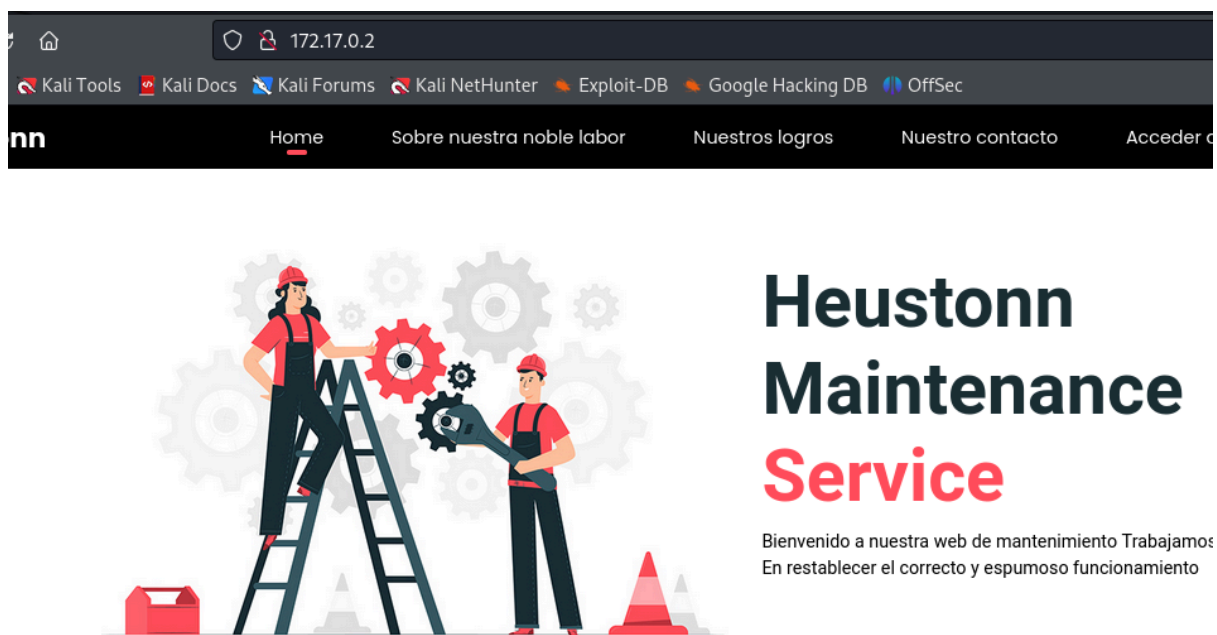 172.17.0.2
Kali Tools Kali Docs Kali Forums Kali NetHunter Exploit-DB Google Hacking DB OffSec
Home Sobre nuestra noble labor Nuestros logros Nuestro contacto Acceder
Heustonn
Maintenance
Service
Bienvenido a nuestra web de mantenimiento Trabajamos
En restablecer el correcto y espumoso funcionamiento